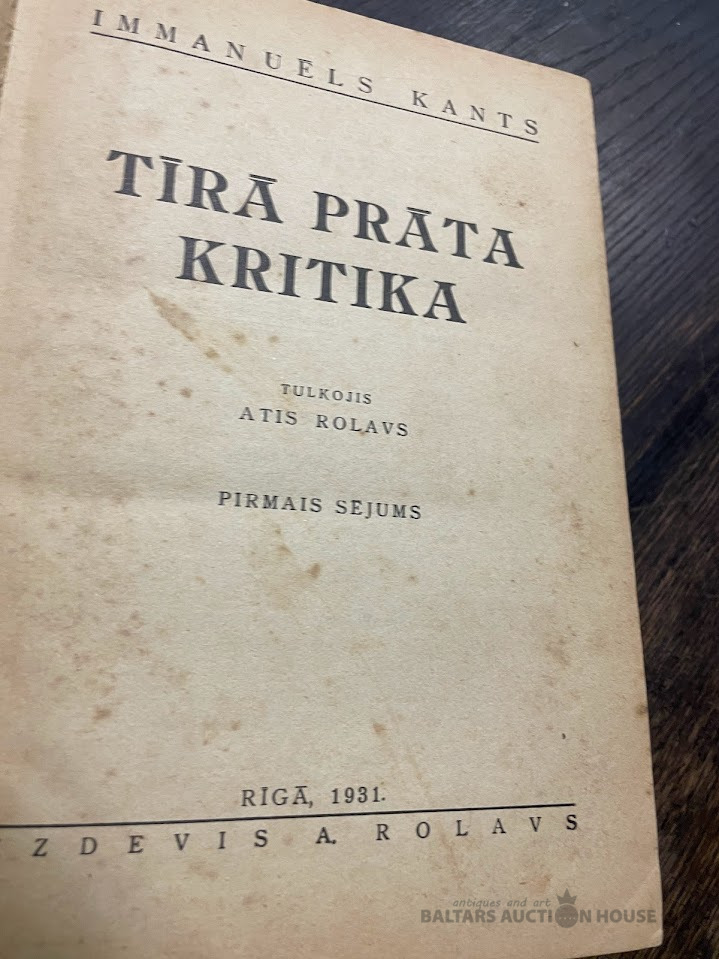 IMMANUELS KANTS
TĪRĀ PRĀTA
KRITIKA
TULKOJIS
ATIS ROLAVS
PIRMAIS SĒJUMS
RĪGĀ, 1931.
ZDEVIS A. ROLAVS
antiques and art
BALTARS AUCTION HOUSE